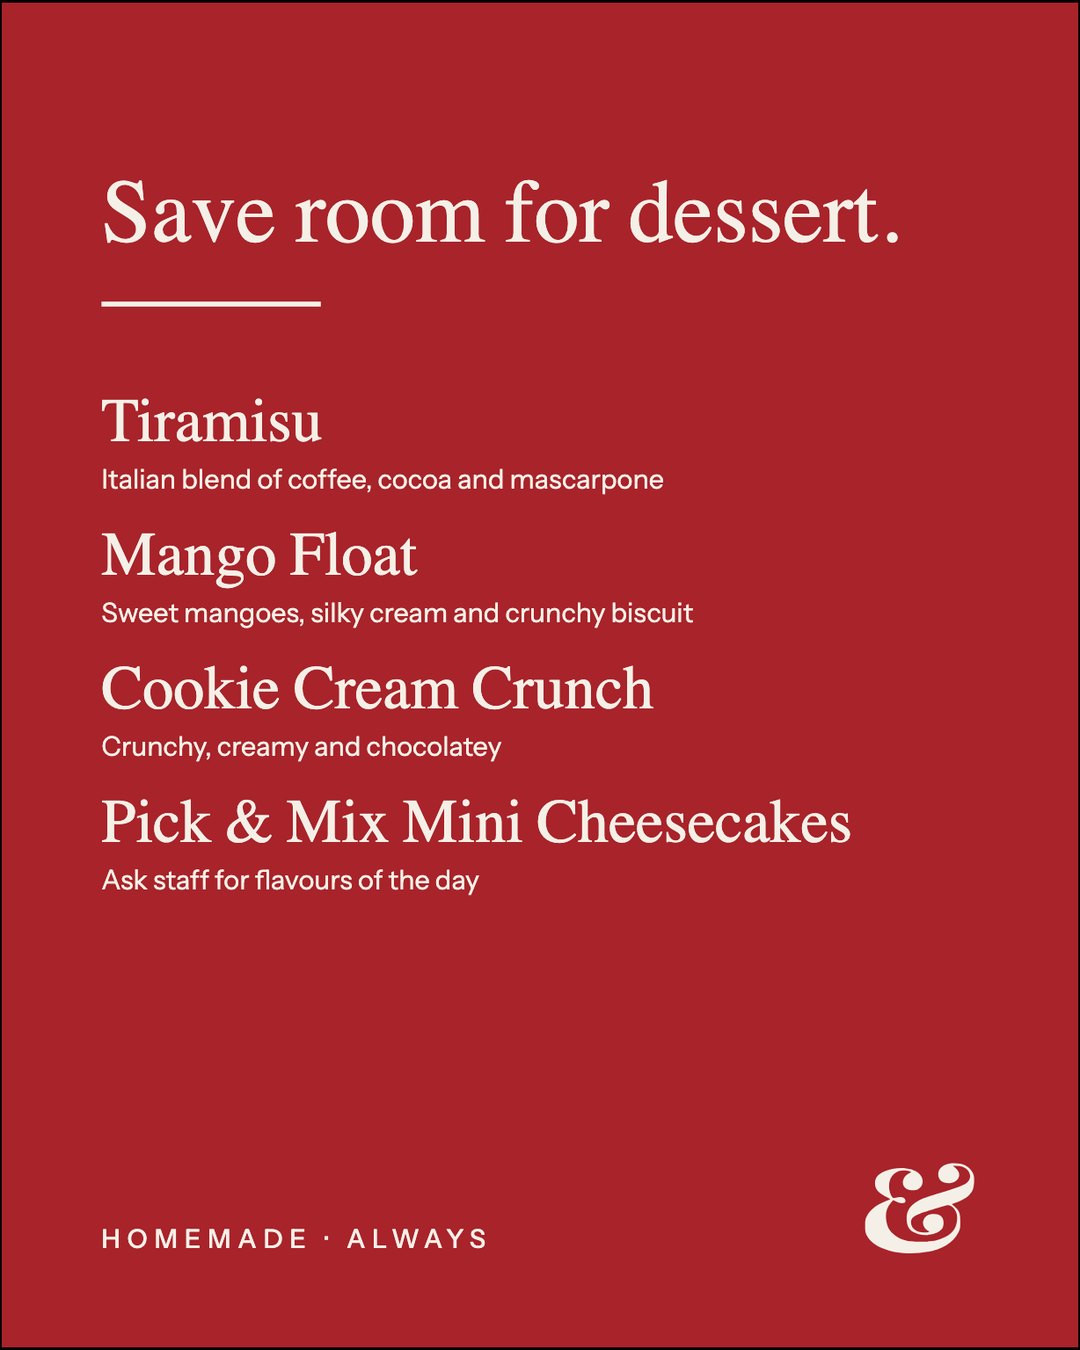 Save room for dessert.
Tiramisu
Italian blend of coffee, cocoa and mascarpone
Mango Float
Sweet mangoes, silky cream and crunchy biscuit
Cookie Cream Crunch
Crunchy, creamy and chocolatey
Pick & Mix Mini Cheesecakes
Ask staff for flavours of the day
HOMEMADE · ALWAYS
&